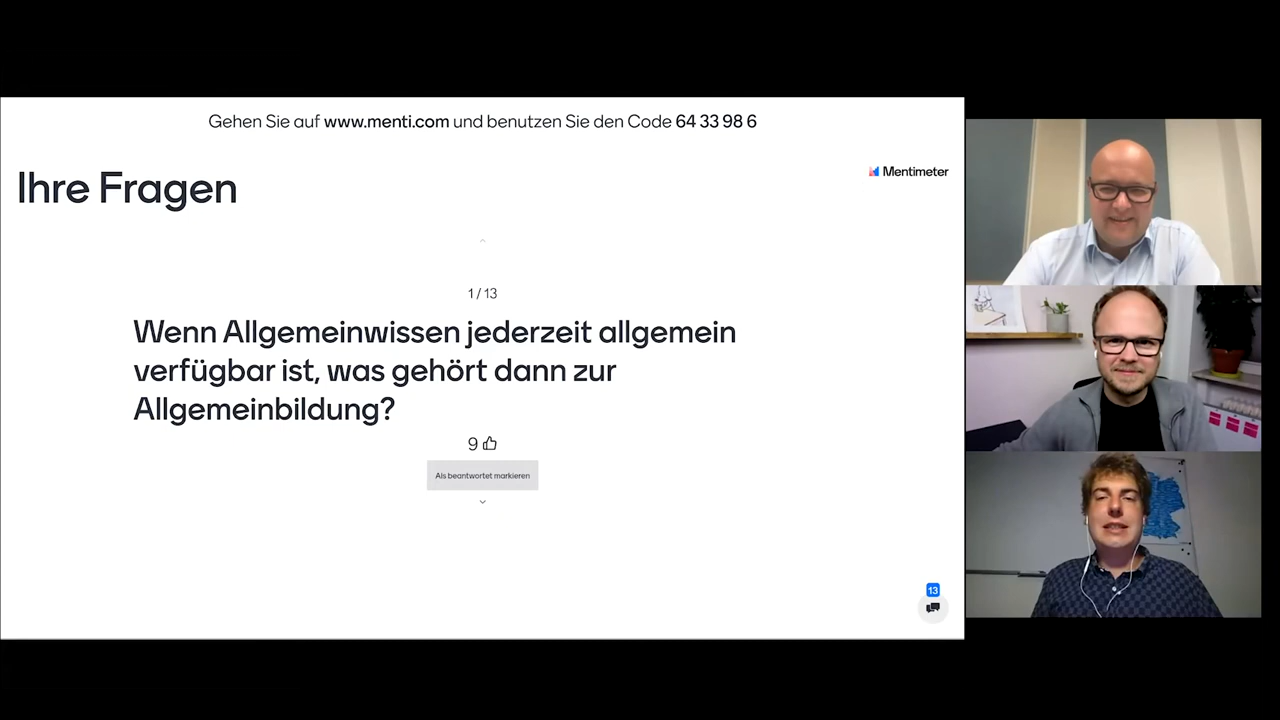 Gehen Sie auf www.menti.com und benutzen Sie den Code 64 33 98 6
Mentimeter
Ihre Fragen
1 / 13
Wenn Allgemeinwissen jederzeit allgemein
verfügbar ist, was gehört dann zur
Allgemeinbildung?
9
Als beantwortet markieren
13